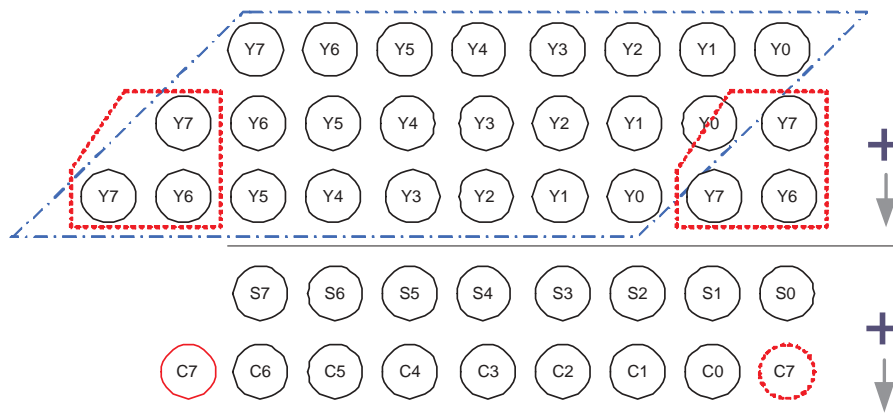 Y7 Y6 Y5 Y4 Y3 Y2 Y1 Y0
Y7 Y6 Y5 Y4 Y3 Y2 Y1 Y0 Y7
Y7 Y6 Y5 Y4 Y3 Y2 Y1 Y0 Y7 Y6
+
S7 S6 S5 S4 S3 S2 S1 S0
+
C7 C6 C5 C4 C3 C2 C1 C0 C7